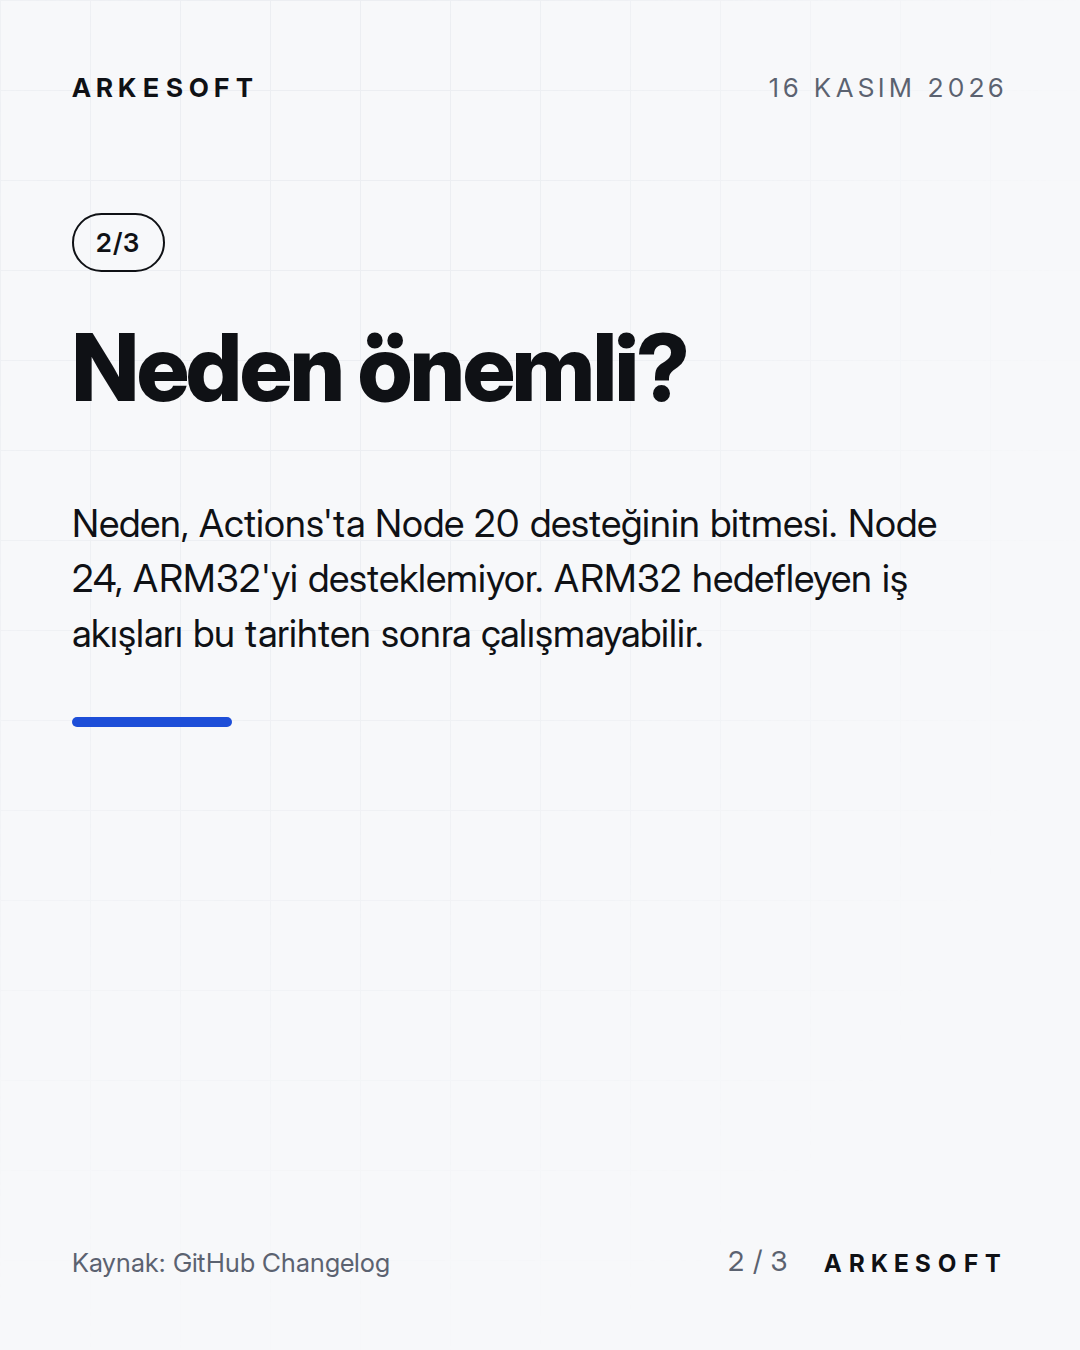 ARKESOFT
16 KASIM 2026
2/3
Neden önemli?
Neden, Actions'ta Node 20 desteğinin bitmesi. Node
24, ARM32'yi desteklemiyor. ARM32 hedefleyen iş
akışları bu tarihten sonra çalışmayabilir.
Kaynak: GitHub Changelog
2 / 3
ARKESOFT